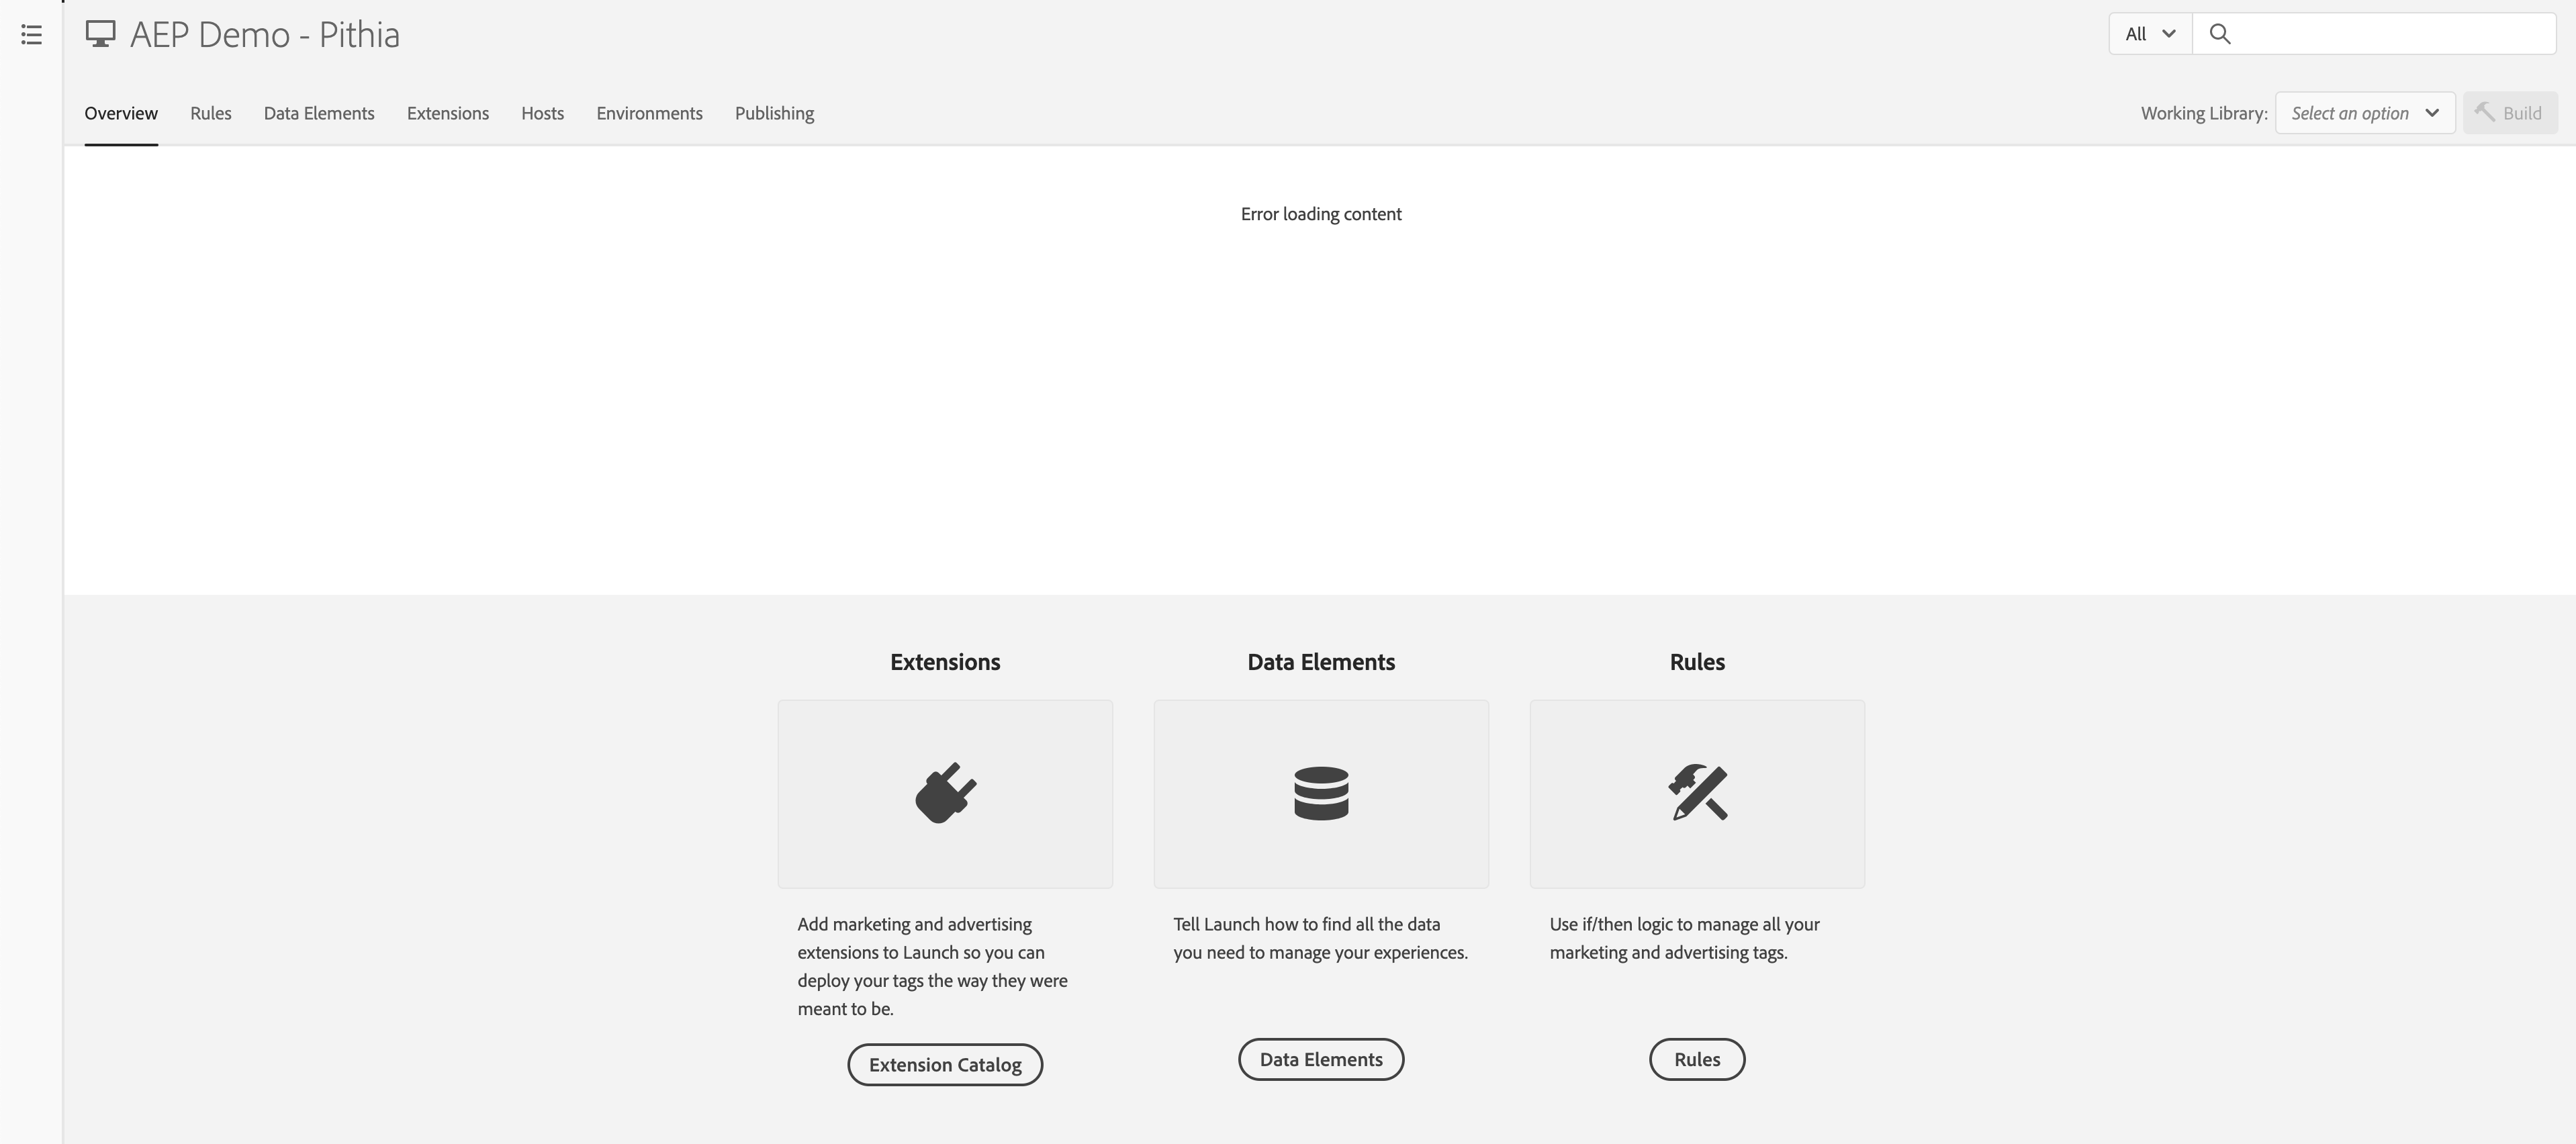 AEP Demo - Pithia
All
Overview Rules Data Elements Extensions Hosts Environments Publishing
Working Library: Select an option Build
Error loading content
Extensions
Add marketing and advertising
extensions to Launch so you can
deploy your tags the way they were
meant to be.
Extension Catalog
Data Elements
Tell Launch how to find all the data
you need to manage your experiences.
Data Elements
Rules
Use if/then logic to manage all your
marketing and advertising tags.
Rules